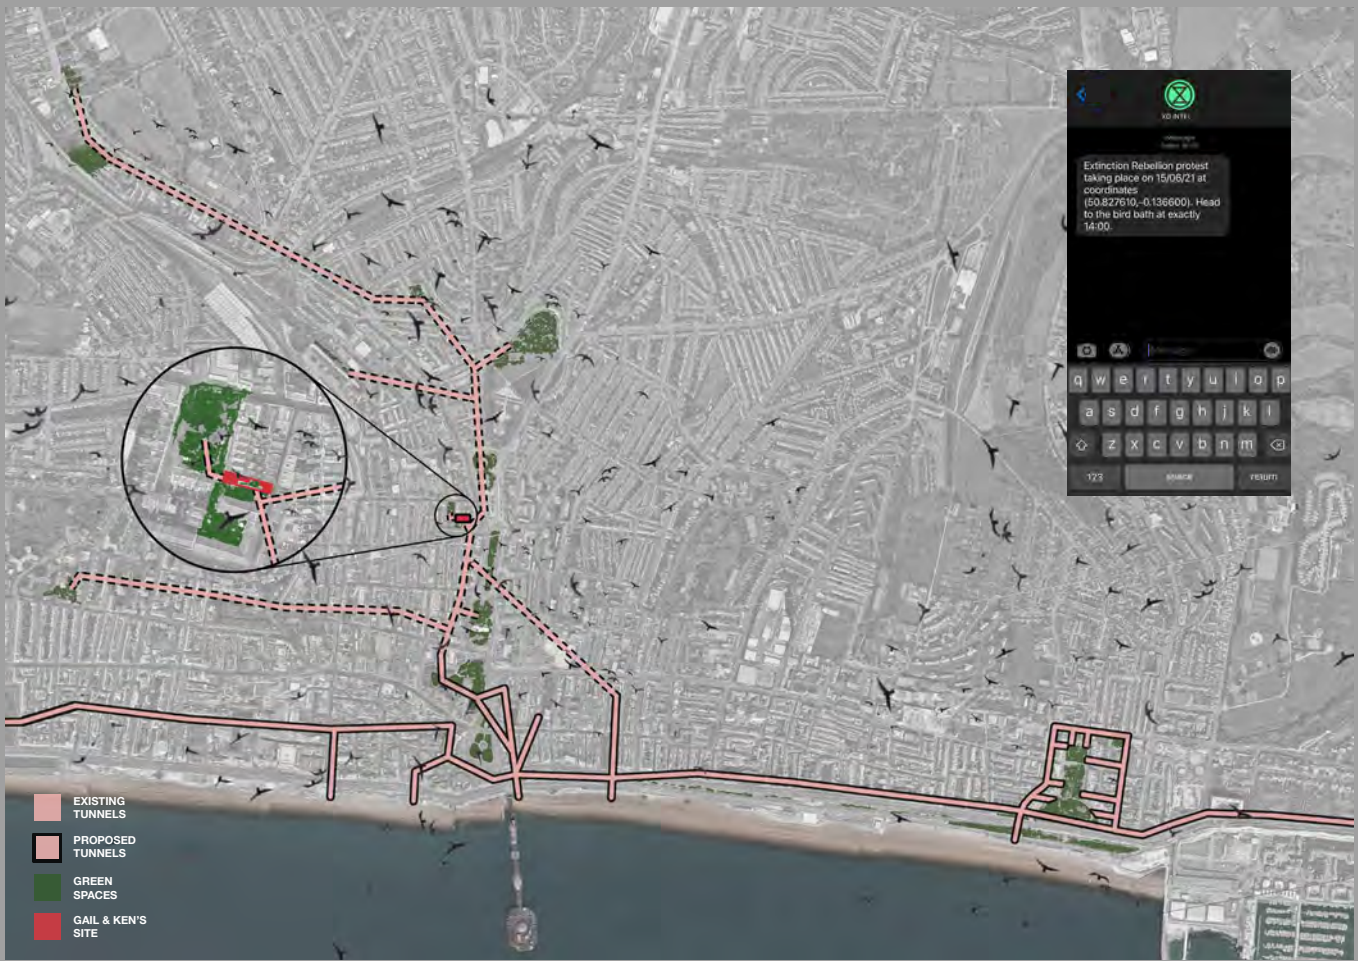 XD INTEL
Extinction Rebellion protest
taking place on 15/06/21 at
coordinates
(50.827610,-0.136600). Head
to the bird bath at exactly
14:00.
q w e r t y u i o p
a s d f g h j k l
z x c v b n m
123 space return
EXISTING
TUNNELS
PROPOSED
TUNNELS
GREEN
SPACES
GAIL & KEN'S
SITE